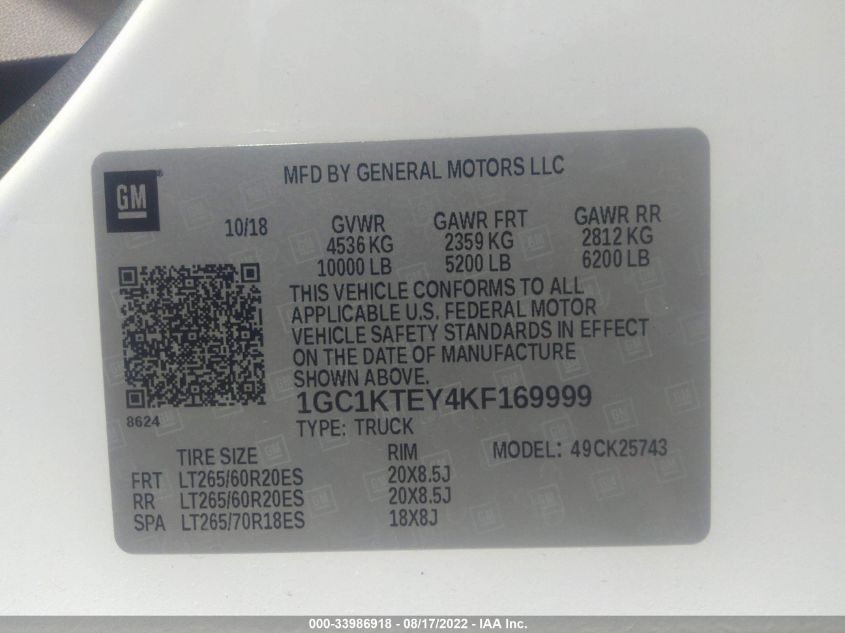 GM
®
MFD BY GENERAL MOTORS LLC
10/18
GVWR
4536 KG
10000 LB
GAWR FRT
2359 KG
5200 LB
GAWR RR
2812 KG
6200 LB
THIS VEHICLE CONFORMS TO ALL
APPLICABLE U.S. FEDERAL MOTOR
VEHICLE SAFETY STANDARDS IN EFFECT
ON THE DATE OF MANUFACTURE
SHOWN ABOVE.
8624
1GC1KTEY4KF169999
TYPE: TRUCK
MODEL: 49CK25743
TIRE SIZE RIM
FRT LT265/60R20ES 20X8.5J
RR LT265/60R20ES 20X8.5J
SPA LT265/70R18ES 18X8J
000-33986918 - 08/17/2022 - IAA Inc.